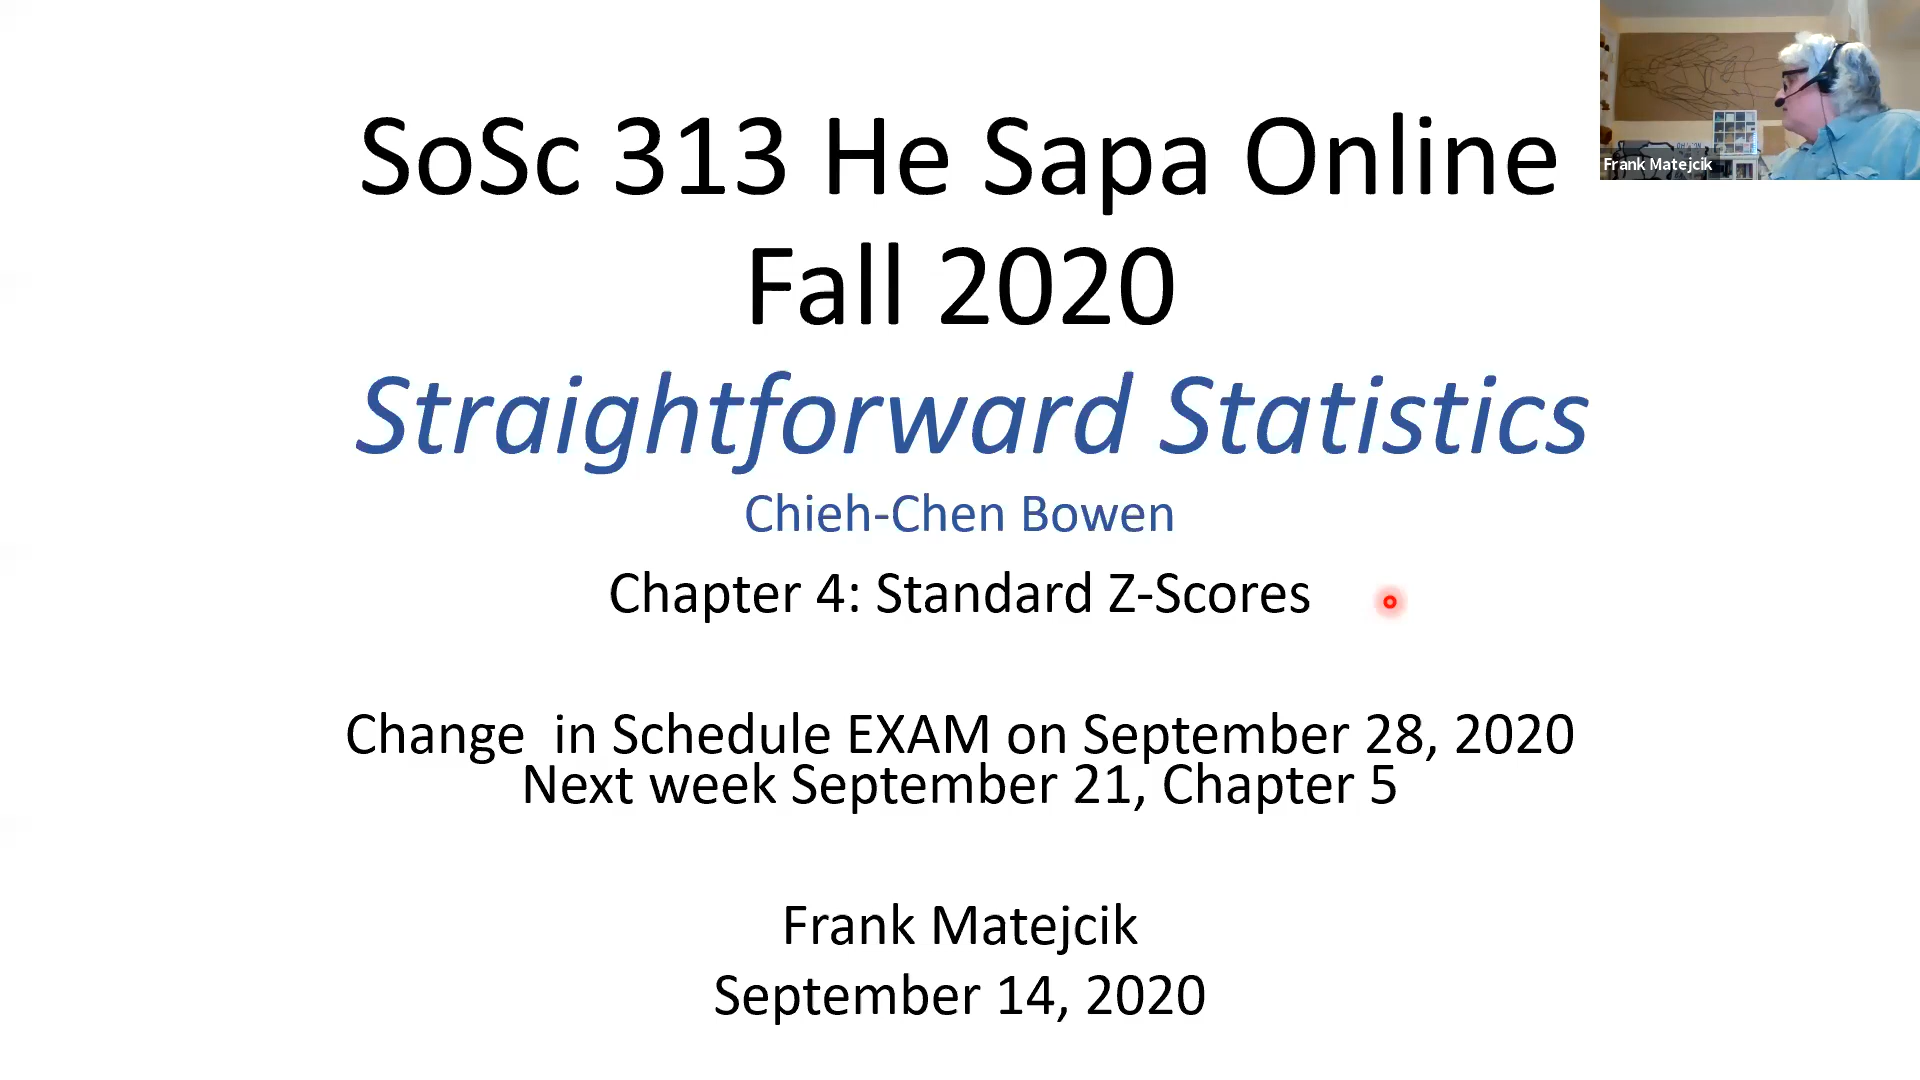 SoSc 313 He Sapa Online
Fall 2020
Straightforward Statistics
Chieh-Chen Bowen
Chapter 4: Standard Z-Scores
Change  in Schedule EXAM on September 28, 2020
Next week September 21, Chapter 5
Frank Matejcik
September 14, 2020
Frank Matejcik